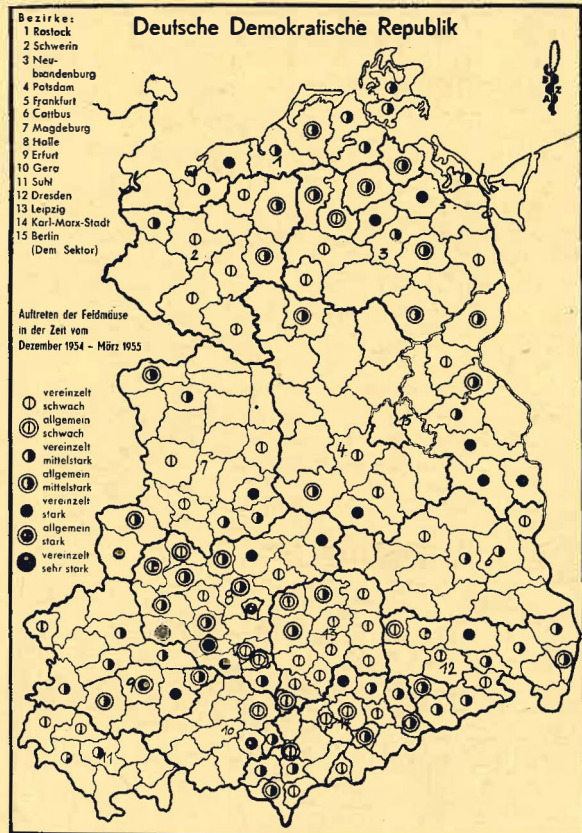 Deutsche Demokratische Republik
Bezirke:
1 Rostock
2 Schwerin
3 Neu-
brandenburg
4 Potsdam
5 Frankfurt
6 Cottbus
7 Magdeburg
8 Halle
9 Erfurt
10 Gera
11 Suhl
12 Dresden
13 Leipzig
14 Karl-Marx-Stadt
15 Berlin
(Dem Sektor)
Auftreten der Feldmäuse
in der Zeit vom
Dezember 1954 – März 1955
vereinzelt
schwach
allgemein
schwach
vereinzelt
mittelstark
allgemein
mittelstark
vereinzelt
stark
allgemein
stark
vereinzelt
sehr stark
1
2
3
15
4
7
6
8
13
12
9
10
11